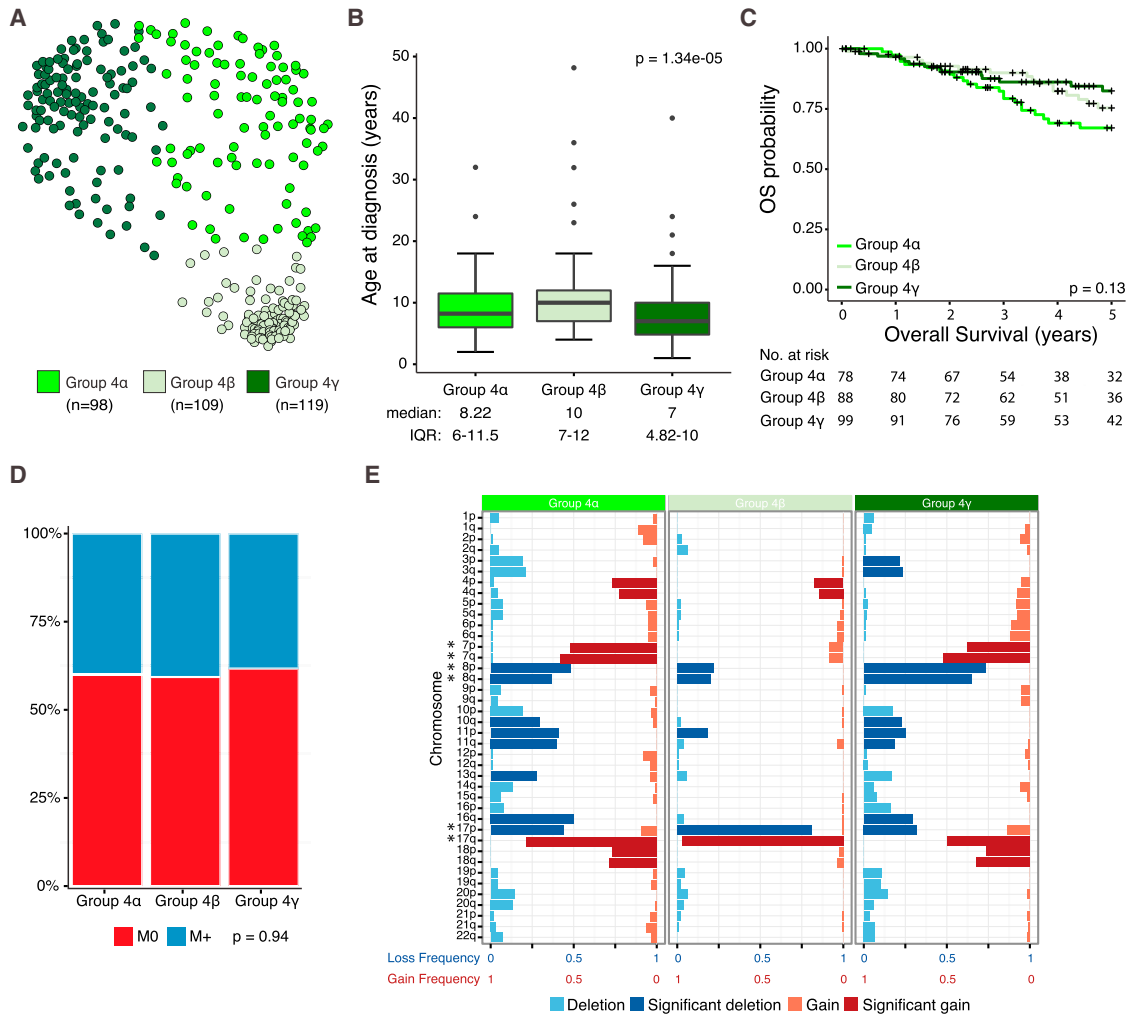 A
Group 4α
(n=98)
Group 4β
(n=109)
Group 4γ
(n=119)
B
Age at diagnosis (years)
50
40
30
20
10
0
p = 1.34e-05
Group 4α Group 4β Group 4γ
median: 8.22 10 7
IQR: 6-11.5 7-12 4.82-10
C
OS probability
1.00
0.75
0.50
0.25
0.00
Group 4α
Group 4β
Group 4γ
p = 0.13
0 1 2 3 4 5
Overall Survival (years)
No. at risk
Group 4α 78 74 67 54 38 32
Group 4β 88 80 72 62 51 36
Group 4γ 99 91 76 59 53 42
D
100%
75%
50%
25%
0%
Group 4α Group 4β Group 4γ
M0 M+ p = 0.94
E
Group 4α Group 4β Group 4γ
Chromosome
1p
1q
2p
2q
3p
3q
4p
4q
5p
5q
6p
6q
*7p
*7q
*8p
*8q
9p
9q
10p
10q
11p
11q
12p
12q
13q
14q
15q
16p
16q
*17p
*17q
18p
18q
19p
19q
20p
20q
21p
21q
22q
Loss Frequency 0 0.5 1 0 0.5 1 0 0.5 1
Gain Frequency 1 0.5 0 1 0.5 0 1 0.5 0
Deletion Significant deletion Gain Significant gain